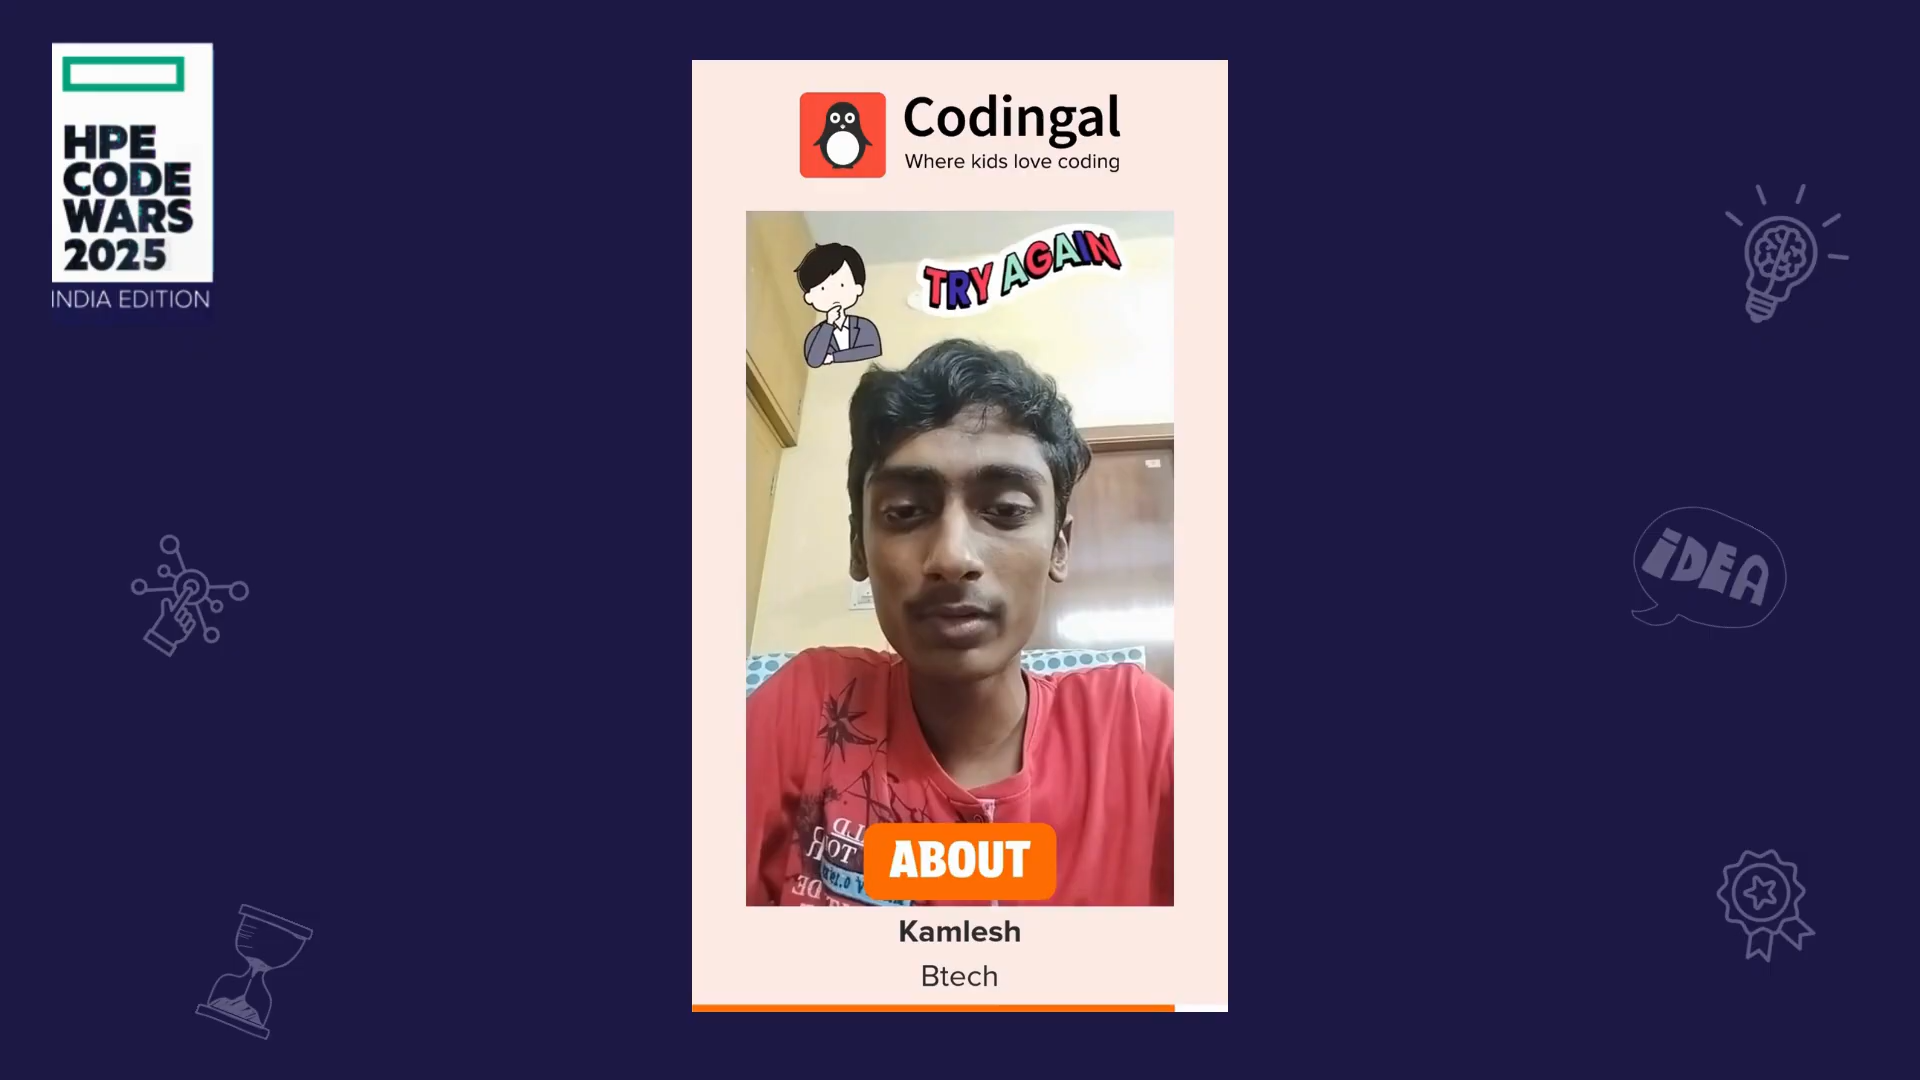 HPE
CODE
WARS
2025
INDIA EDITION
Codingal
Where kids love coding
TRY AGAIN
IDEA
ABOUT
Kamlesh
Btech